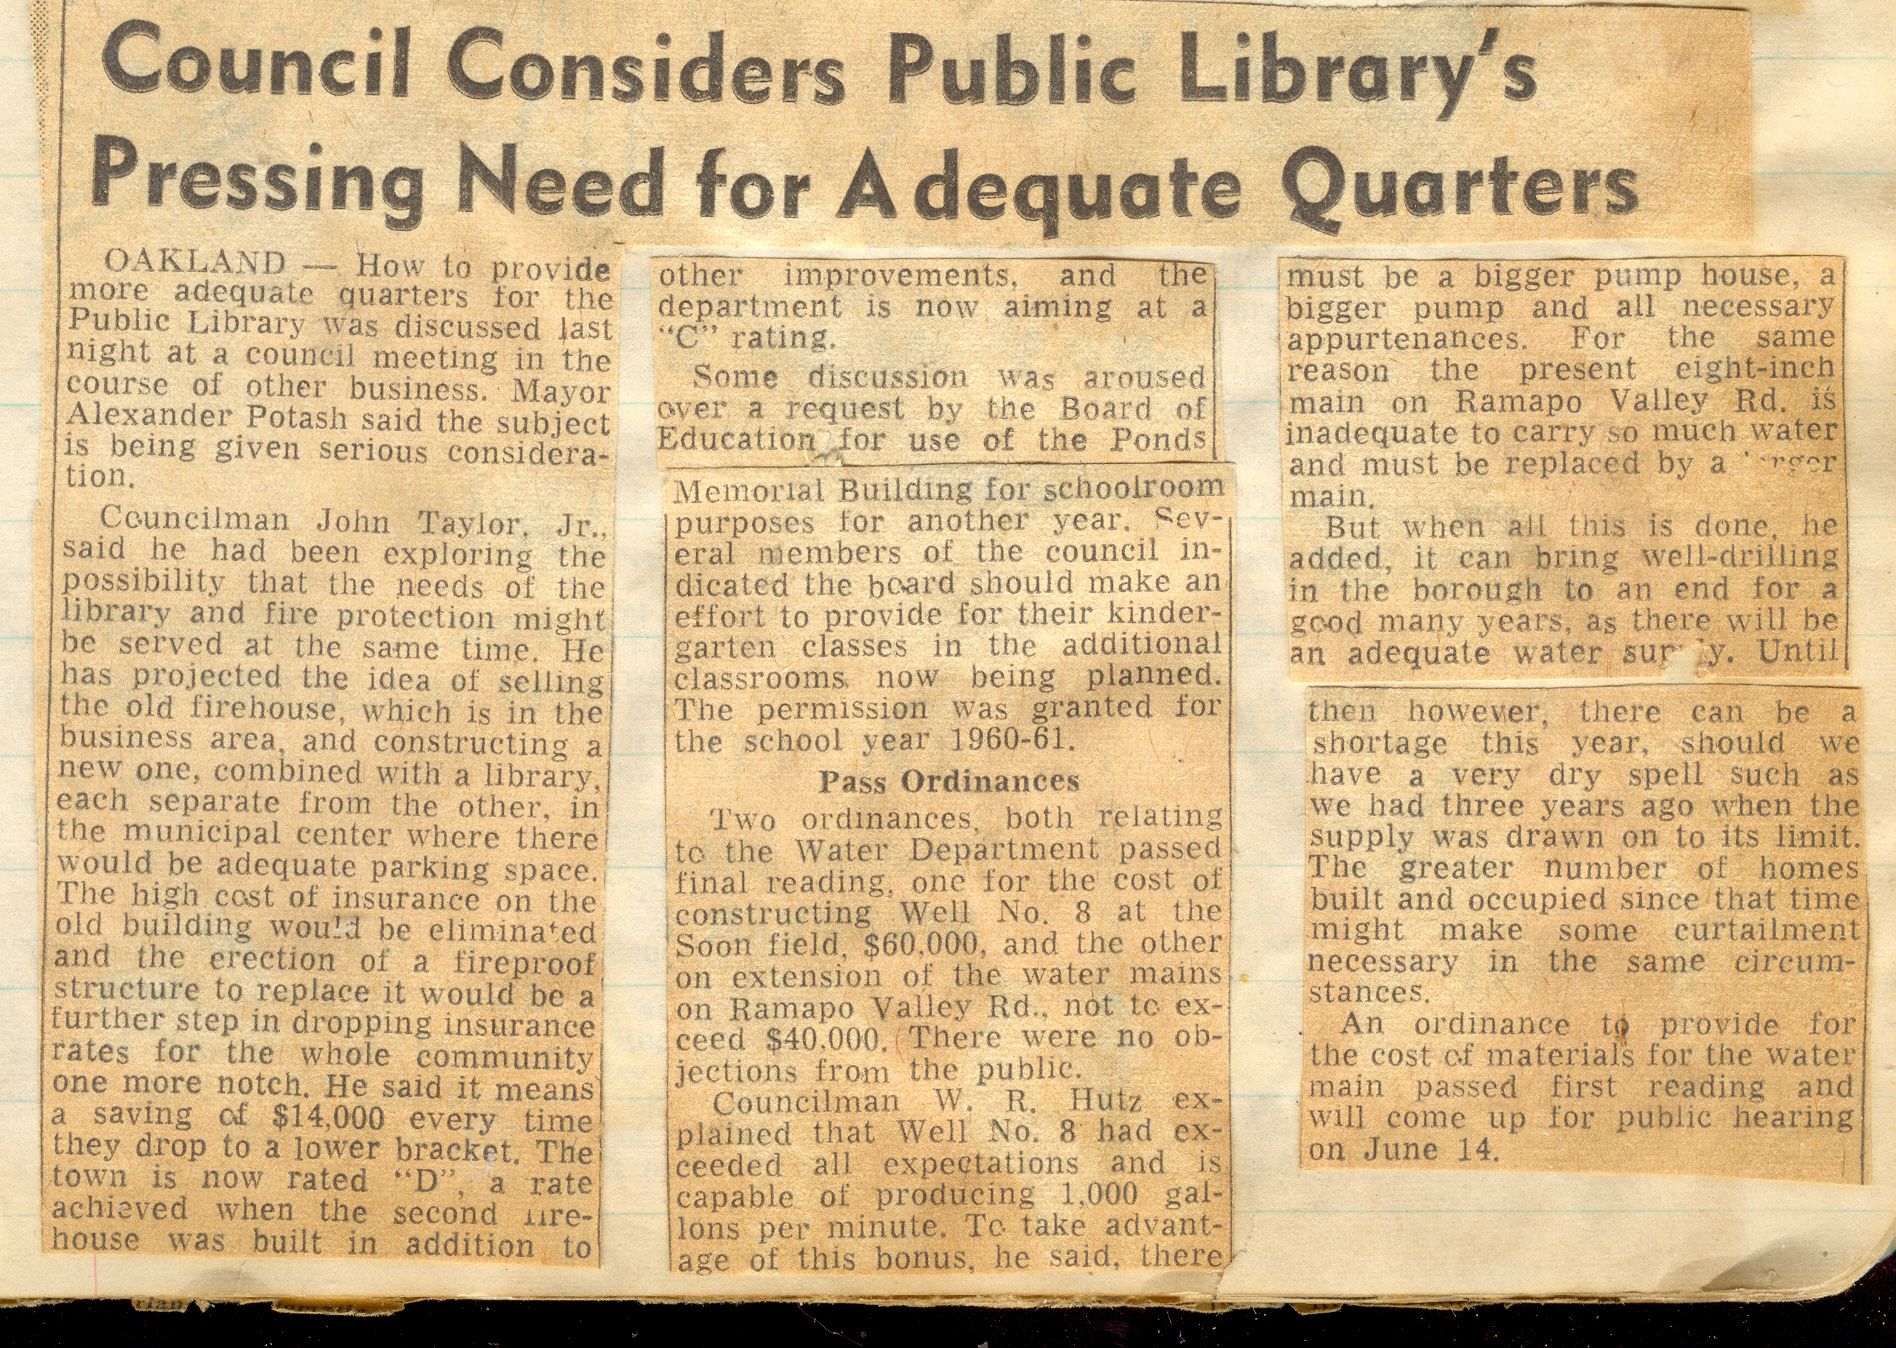 Council Considers Public Library's
Pressing Need for Adequate Quarters
OAKLAND — How to provide
more adequate quarters for the
Public Library was discussed last
night at a council meeting in the
course of other business. Mayor
Alexander Potash said the subject
is being given serious considera-
tion.
Councilman John Taylor, Jr.,
said he had been exploring the
possibility that the needs of the
library and fire protection might
be served at the same time. He
has projected the idea of selling
the old firehouse, which is in the
business area, and constructing a
new one, combined with a library,
each separate from the other, in
the municipal center where there
would be adequate parking space.
The high cost of insurance on the
old building would be eliminated
and the erection of a fireproof
structure to replace it would be a
further step in dropping insurance
rates for the whole community
one more notch. He said it means
a saving of $14,000 every time
they drop to a lower bracket. The
town is now rated "D", a rate
achieved when the second fire-
house was built in addition to
other improvements, and the
department is now aiming at a
"C" rating.
Some discussion was aroused
over a request by the Board of
Education for use of the Ponds
Memorial Building for schoolroom
purposes for another year. Sev-
eral members of the council in-
dicated the board should make an
effort to provide for their kinder-
garten classes in the additional
classrooms now being planned.
The permission was granted for
the school year 1960-61.
Pass Ordinances
Two ordinances, both relating
to the Water Department passed
final reading, one for the cost of
constructing Well No. 8 at the
Soon field, $60,000, and the other
on extension of the water mains
on Ramapo Valley Rd., not to ex-
ceed $40.000. There were no ob-
jections from the public.
Councilman W. R. Hutz ex-
plained that Well No. 8 had ex-
ceeded all expectations and is
capable of producing 1,000 gal-
lons per minute. To take advant-
age of this bonus, he said, there
must be a bigger pump house, a
bigger pump and all necessary
appurtenances. For the same
reason the present eight-inch
main on Ramapo Valley Rd. is
inadequate to carry so much water
and must be replaced by a larger
main.
But when all this is done, he
added, it can bring well-drilling
in the borough to an end for a
good many years, as there will be
an adequate water supply. Until
then however, there can be a
shortage this year, should we
have a very dry spell such as
we had three years ago when the
supply was drawn on to its limit.
The greater number of homes
built and occupied since that time
might make some curtailment
necessary in the same circum-
stances.
An ordinance to provide for
the cost of materials for the water
main passed first reading and
will come up for public hearing
on June 14.